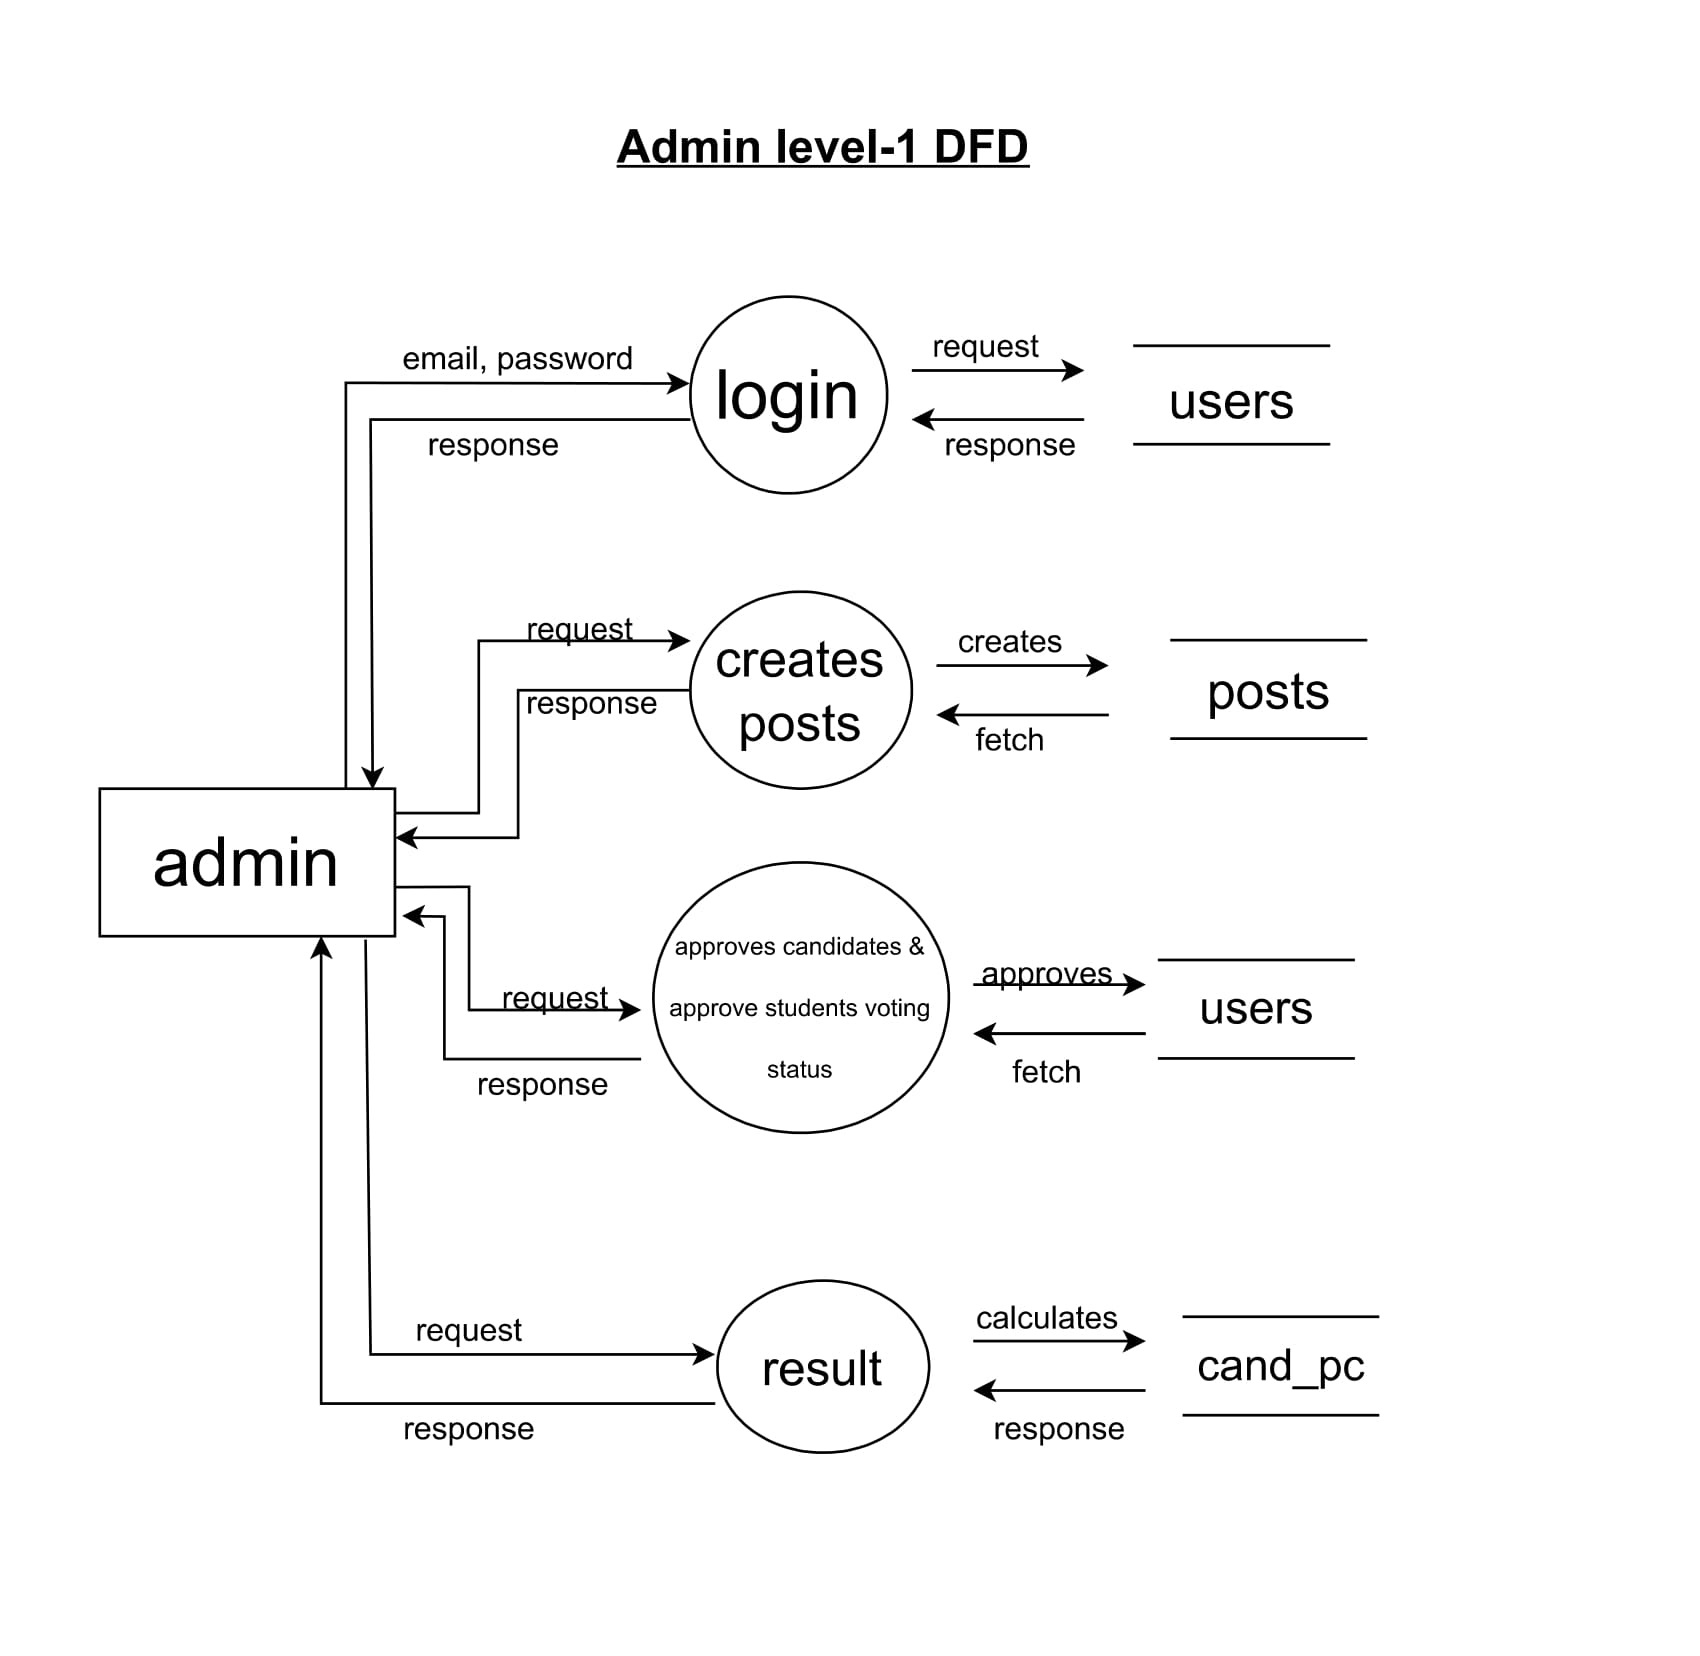 Admin level-1 DFD
email, password
login
request
users
response
response
request
creates
posts
creates
posts
response
fetch
admin
approves candidates &
approve students voting
status
request
approves
users
response
fetch
request
result
calculates
cand_pc
response
response